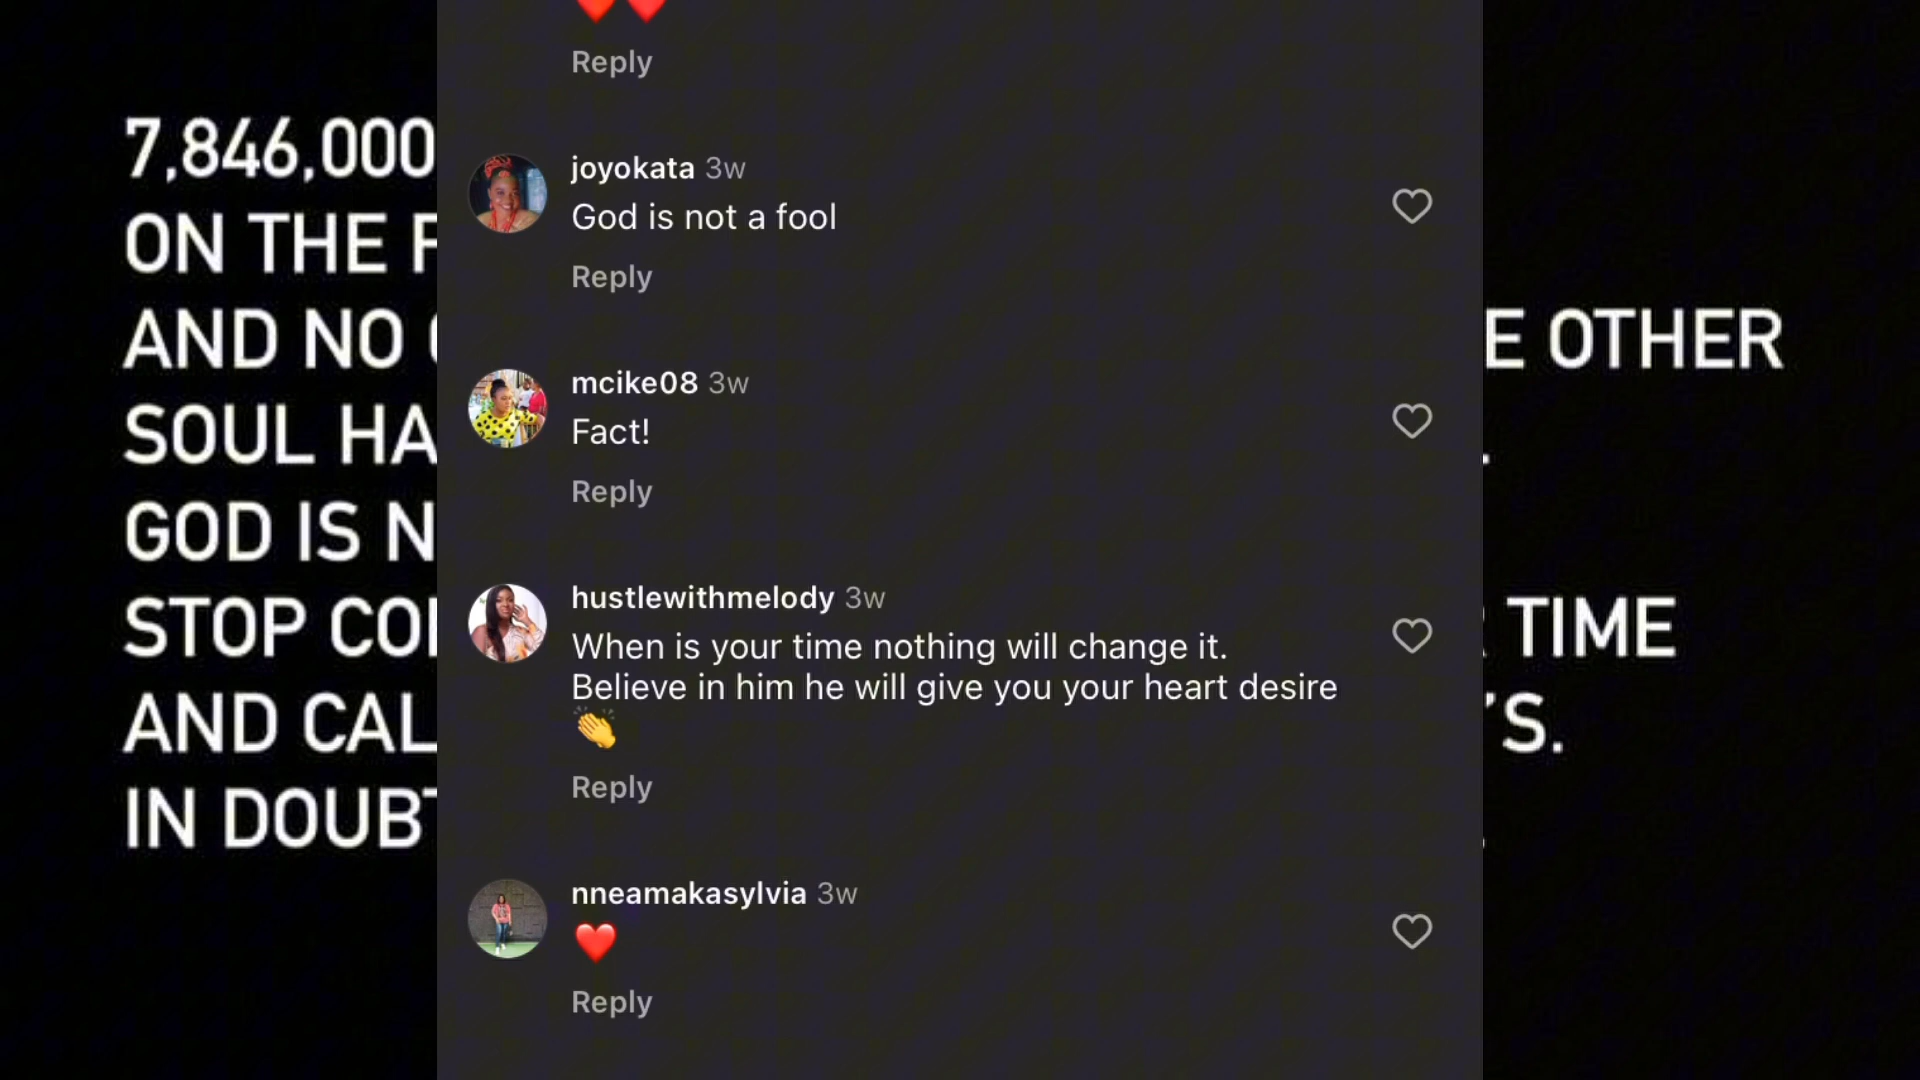 7,846,000
ON THE
AND NO
E OTHER
SOUL HA
GOD IS N
STOP CO
TIME
AND CAL
'S.
IN DOUBT
Reply
joyokata 3w
God is not a fool
Reply
mcike08 3w
Fact!
Reply
hustlewithmelody 3w
When is your time nothing will change it.
Believe in him he will give you your heart desire
👏
Reply
nneamakasylvia 3w
❤️
Reply